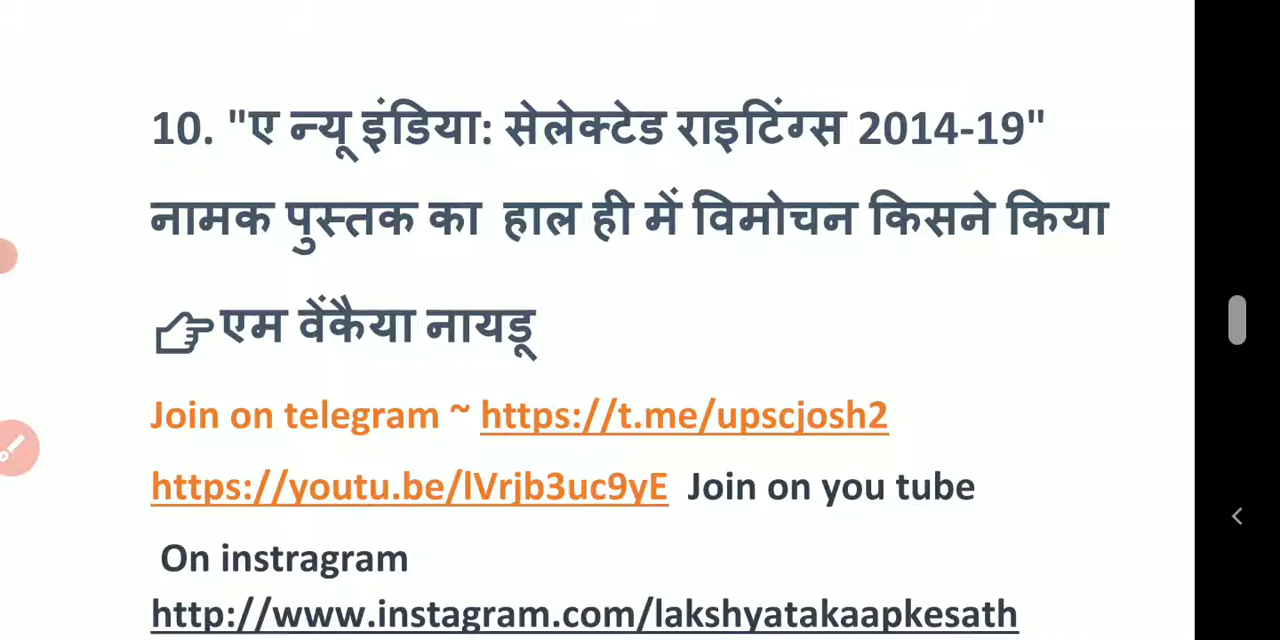 10. "ए न्यू इंडिया: सेलेक्टेड राइटिंग्स 2014-19"
नामक पुस्तक का हाल ही में विमोचन किसने किया
👉एम वेंकैया नायडू
Join on telegram ~ https://t.me/upscjosh2
https://youtu.be/lVrjb3uc9yE Join on you tube
On instragram
http://www.instagram.com/lakshyatakaapkesath